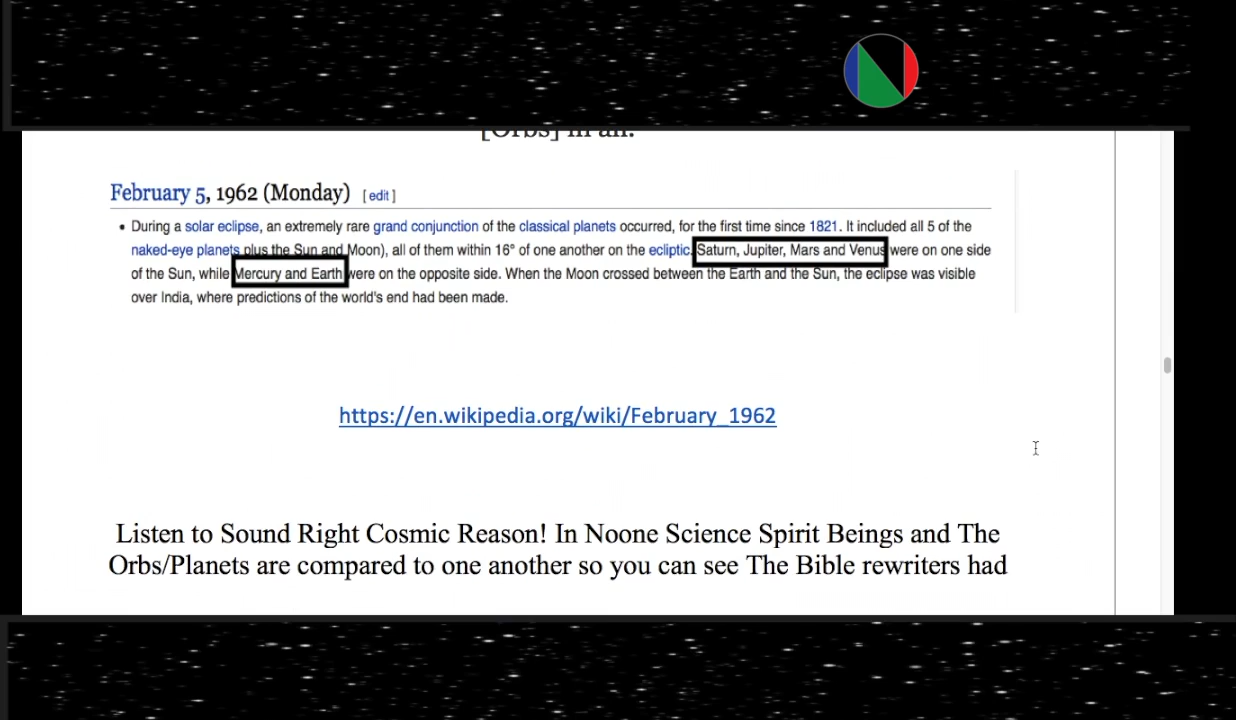 [Orbs] in all.
February 5, 1962 (Monday) [edit]
• During a solar eclipse, an extremely rare grand conjunction of the classical planets occurred, for the first time since 1821. It included all 5 of the
naked-eye planets plus the Sun and Moon), all of them within 16° of one another on the ecliptic. Saturn, Jupiter, Mars and Venus were on one side
of the Sun, while Mercury and Earth were on the opposite side. When the Moon crossed between the Earth and the Sun, the eclipse was visible
over India, where predictions of the world's end had been made.
https://en.wikipedia.org/wiki/February_1962
Listen to Sound Right Cosmic Reason! In Noone Science Spirit Beings and The
Orbs/Planets are compared to one another so you can see The Bible rewriters had